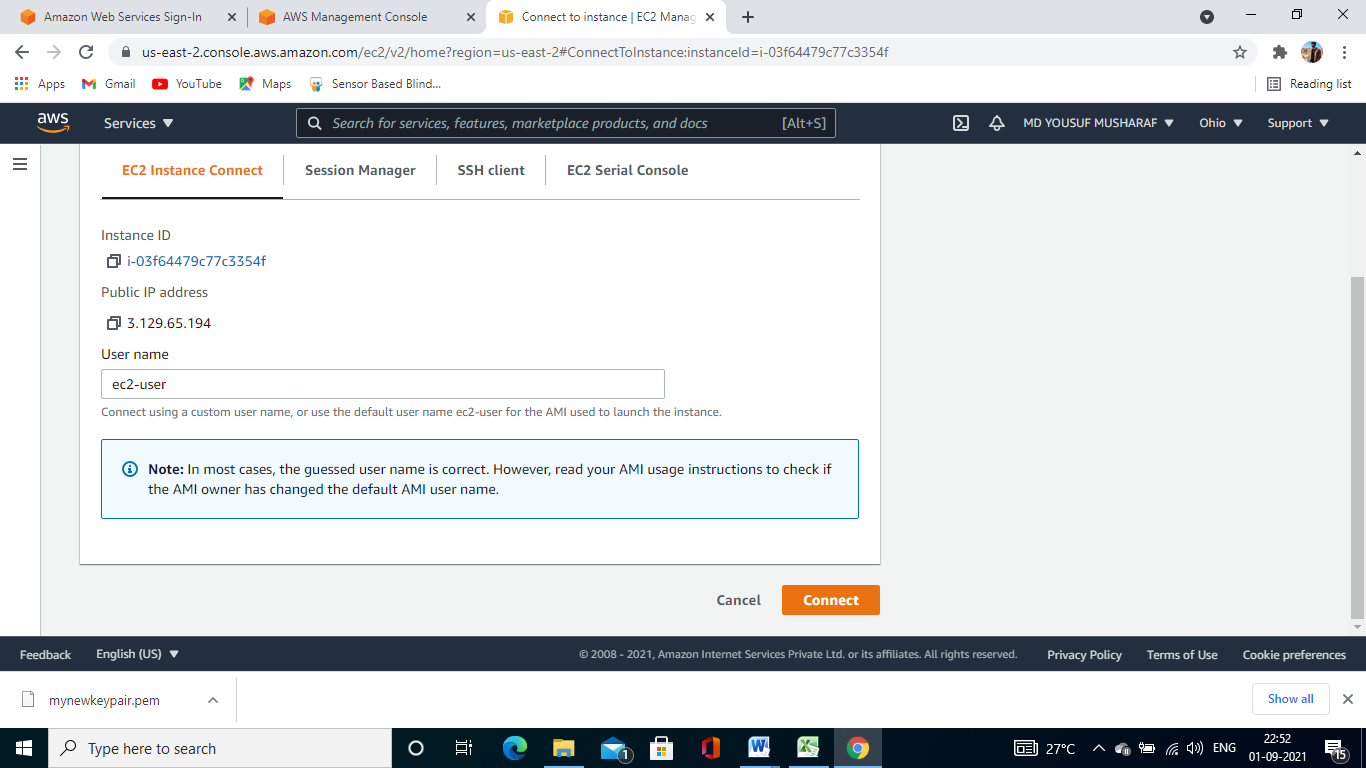 Amazon Web Services Sign-In
AWS Management Console
Connect to instance | EC2 Manag
us-east-2.console.aws.amazon.com/ec2/v2/home?region=us-east-2#ConnectToInstance:instanceId=i-03f64479c77c3354f
Apps Gmail YouTube Maps Sensor Based Blind... Reading list
aws Services Search for services, features, marketplace products, and docs [Alt+S] MD YOUSUF MUSHARAF Ohio Support
EC2 Instance Connect Session Manager SSH client EC2 Serial Console
Instance ID
i-03f64479c77c3354f
Public IP address
3.129.65.194
User name
ec2-user
Connect using a custom user name, or use the default user name ec2-user for the AMI used to launch the instance.
Note: In most cases, the guessed user name is correct. However, read your AMI usage instructions to check if
the AMI owner has changed the default AMI user name.
Cancel Connect
Feedback English (US) © 2008 - 2021, Amazon Internet Services Private Ltd. or its affiliates. All rights reserved. Privacy Policy Terms of Use Cookie preferences
mynewkeypair.pem Show all
Type here to search 1 27°C ENG 22:52
01-09-2021 15